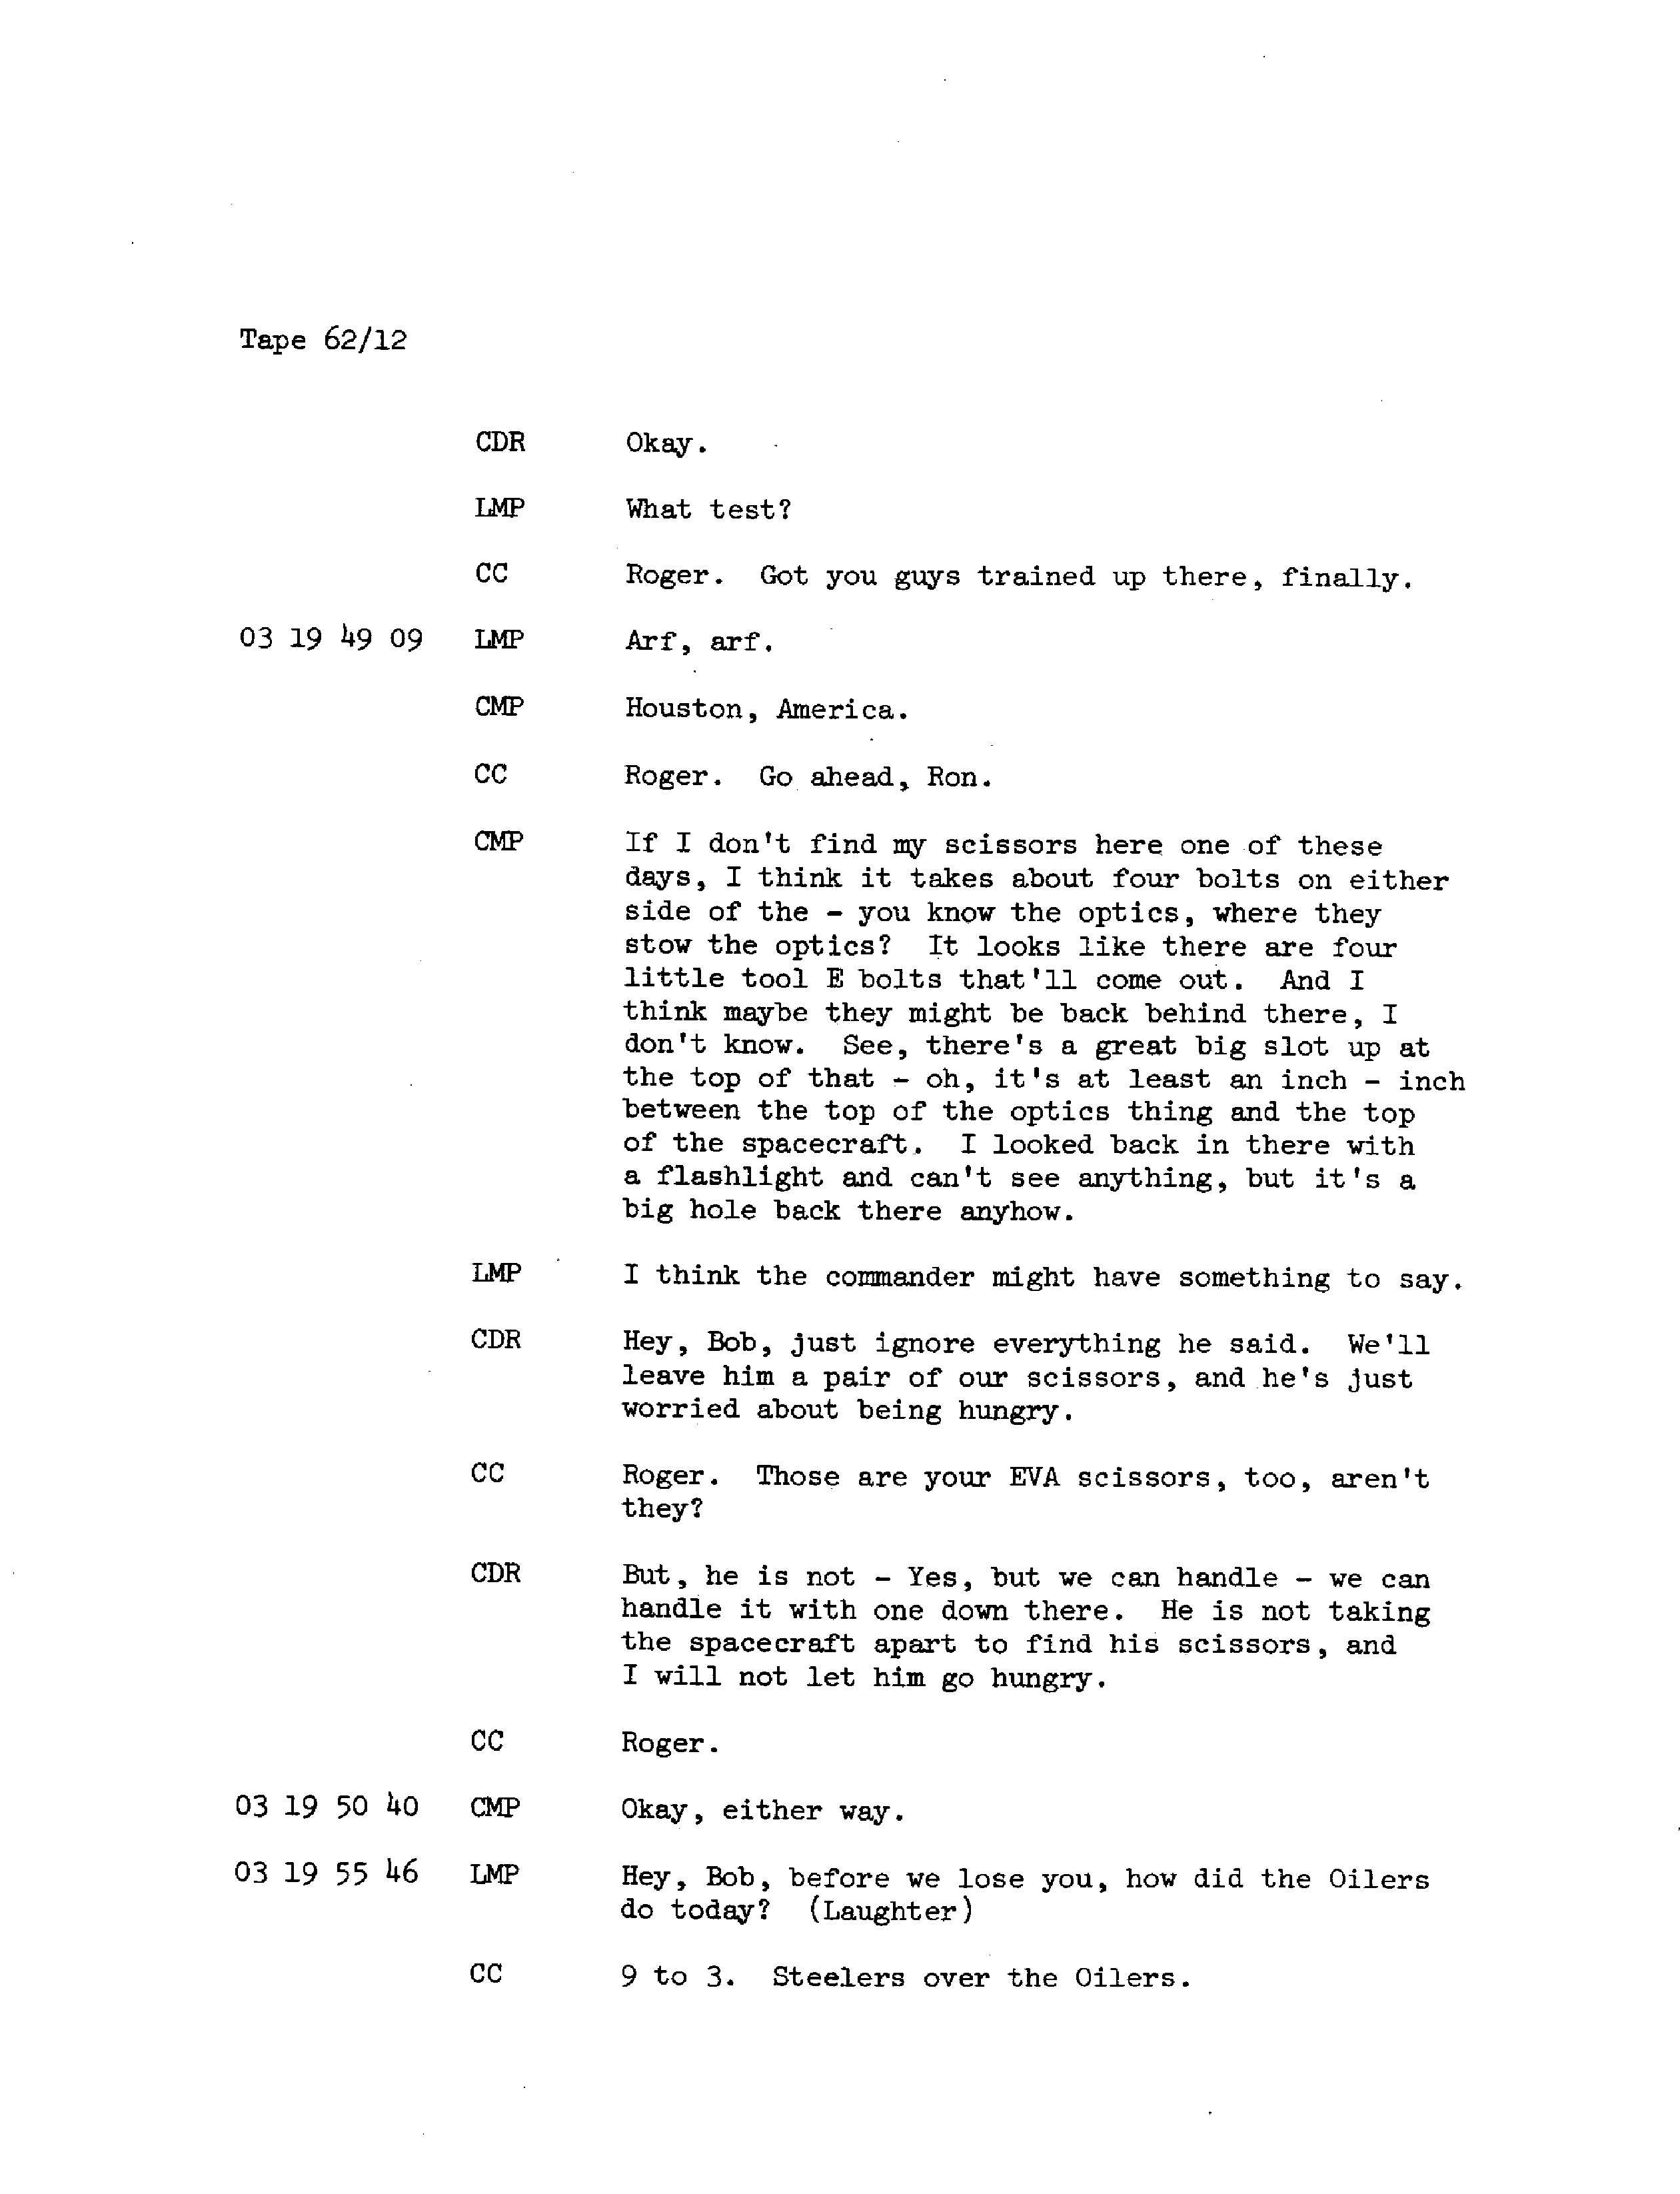 Tape 62/12
CDR Okay.
LMP What test?
CC Roger. Got you guys trained up there, finally.
03 19 49 09 LMP Arf, arf.
CMP Houston, America.
CC Roger. Go ahead, Ron.
CMP If I don't find my scissors here one of these
days, I think it takes about four bolts on either
side of the - you know the optics, where they
stow the optics? It looks like there are four
little tool E bolts that'll come out. And I
think maybe they might be back behind there, I
don't know. See, there's a great big slot up at
the top of that - oh, it's at least an inch - inch
between the top of the optics thing and the top
of the spacecraft. I looked back in there with
a flashlight and can't see anything, but it's a
big hole back there anyhow.
LMP I think the commander might have something to say.
CDR Hey, Bob, just ignore everything he said. We'll
leave him a pair of our scissors, and he's just
worried about being hungry.
CC Roger. Those are your EVA scissors, too, aren't
they?
CDR But, he is not - Yes, but we can handle - we can
handle it with one down there. He is not taking
the spacecraft apart to find his scissors, and
I will not let him go hungry.
CC Roger.
03 19 50 40 CMP Okay, either way.
03 19 55 46 LMP Hey, Bob, before we lose you, how did the Oilers
do today? (Laughter)
CC 9 to 3. Steelers over the Oilers.